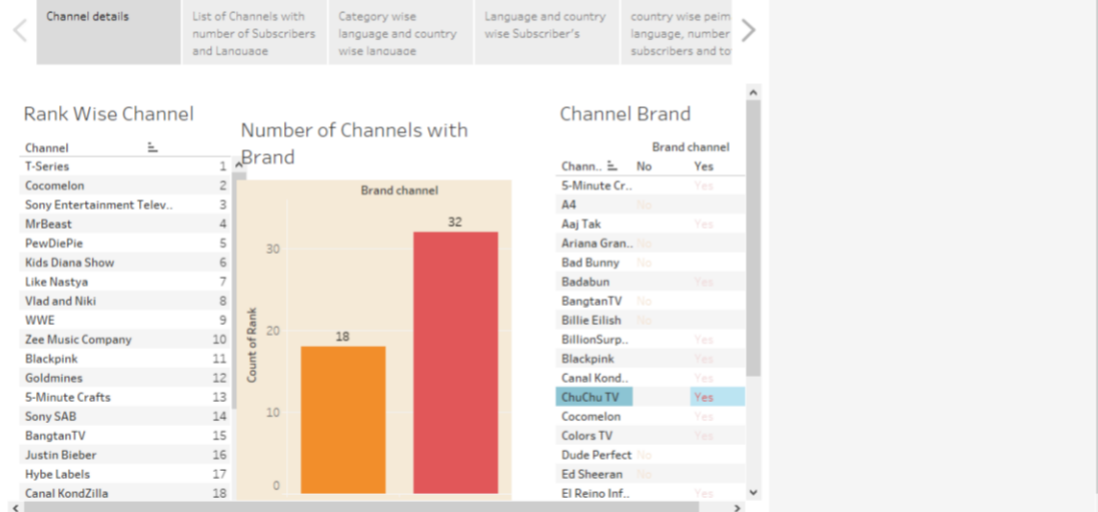 Channel details
List of Channels with
number of Subscribers
and Language
Category wise
language and country
wise language
Language and country
wise Subscriber's
country wise peim
language, number
subscribers and to
Rank Wise Channel
Channel
T-Series 1
Cocomelon 2
Sony Entertainment Telev.. 3
MrBeast 4
PewDiePie 5
Kids Diana Show 6
Like Nastya 7
Vlad and Niki 8
WWE 9
Zee Music Company 10
Blackpink 11
Goldmines 12
5-Minute Crafts 13
Sony SAB 14
BangtanTV 15
Justin Bieber 16
Hybe Labels 17
Canal KondZilla 18
Number of Channels with
Brand
Brand channel
32
30
Count of Rank
20
18
10
0
Channel Brand
Brand channel
Chann.. No Yes
5-Minute Cr.. Yes
A4 No
Aaj Tak Yes
Ariana Gran.. No
Bad Bunny No
Badabun Yes
BangtanTV No
Billie Eilish No
BillionSurp.. Yes
Blackpink Yes
Canal Kond.. Yes
ChuChu TV Yes
Cocomelon Yes
Colors TV Yes
Dude Perfect No
Ed Sheeran No
El Reino Inf.. Yes